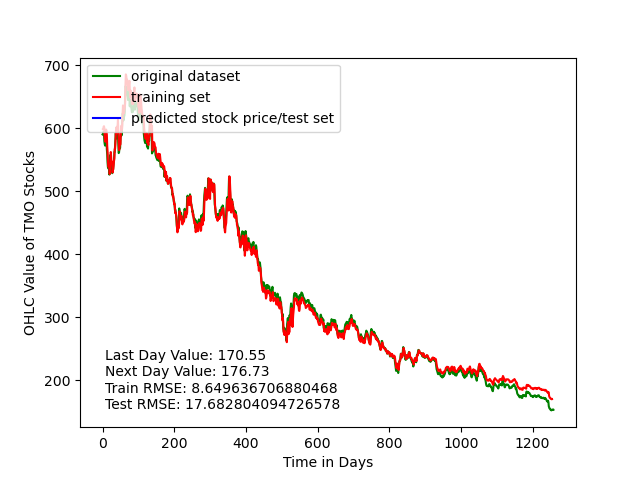 700
600
500
400
300
200
OHLC Value of TMO Stocks
original dataset
training set
predicted stock price/test set
Last Day Value: 170.55
Next Day Value: 176.73
Train RMSE: 8.649636706880468
Test RMSE: 17.682804094726578
0 200 400 600 800 1000 1200
Time in Days